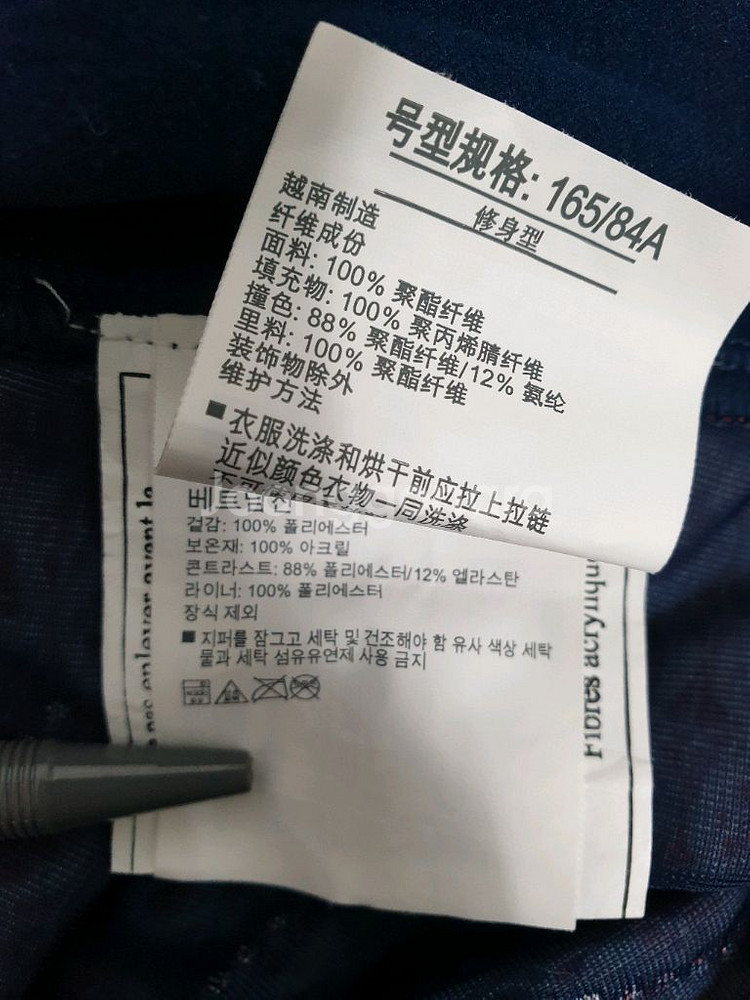 号型规格: 165/84A
修身型
越南制造
纤维成份
面料: 100% 聚酯纤维
填充物: 100% 聚丙烯腈纤维
撞色: 88% 聚酯纤维/12% 氨纶
里料: 100% 聚酯纤维
装饰物除外
维护方法
■ 衣服洗涤和烘干前应拉上拉链
近似颜色衣物一同洗涤
겉감: 100% 폴리에스터
보온재: 100% 아크릴
콘트라스트: 88% 폴리에스터/12% 엘라스탄
라이너: 100% 폴리에스터
장식 제외
■ 지퍼를 잠그고 세탁 및 건조해야 함 유사 색상 세탁
물과 세탁 섬유유연제 사용 금지
pas enlever avant le
Fibres acryliqu